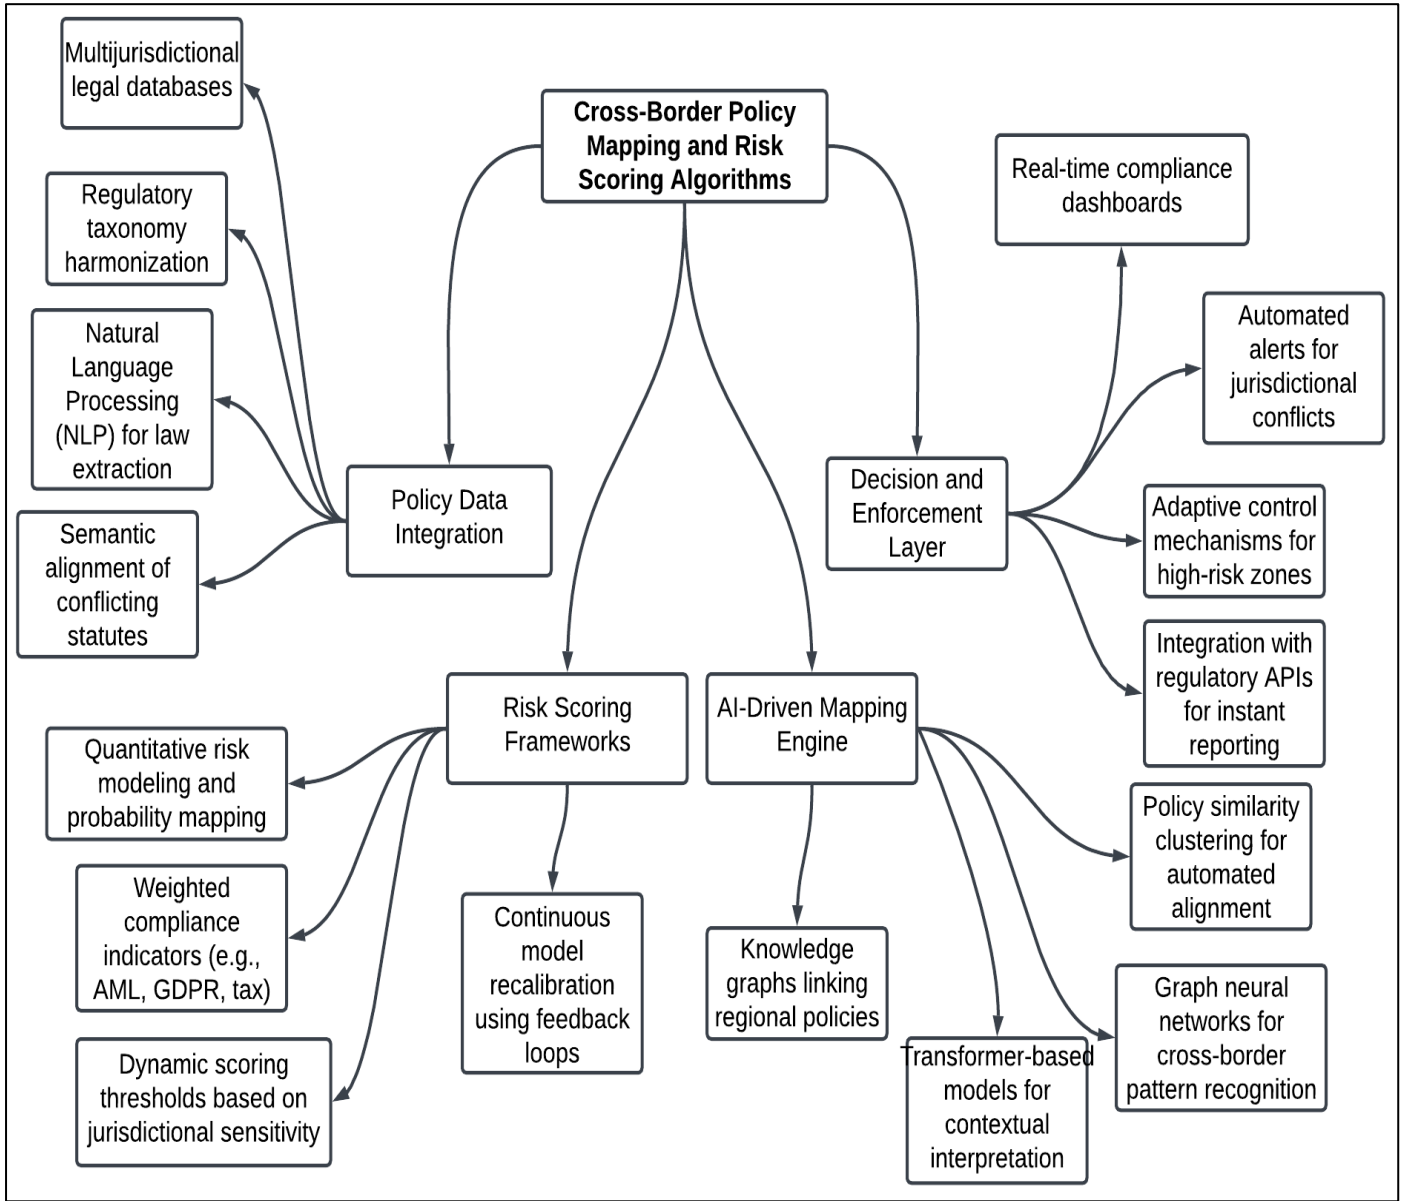 Cross-Border Policy
Mapping and Risk
Scoring Algorithms
Multijurisdictional
legal databases
Regulatory
taxonomy
harmonization
Natural
Language
Processing
(NLP) for law
extraction
Semantic
alignment of
conflicting
statutes
Policy Data
Integration
Real-time compliance
dashboards
Automated
alerts for
jurisdictional
conflicts
Decision and
Enforcement
Layer
Adaptive control
mechanisms for
high-risk zones
Integration with
regulatory APIs
for instant
reporting
Risk Scoring
Frameworks
Quantitative risk
modeling and
probability mapping
Weighted
compliance
indicators (e.g.,
AML, GDPR, tax)
Dynamic scoring
thresholds based on
jurisdictional sensitivity
Continuous
model
recalibration
using feedback
loops
AI-Driven Mapping
Engine
Knowledge
graphs linking
regional policies
Transformer-based
models for
contextual
interpretation
Policy similarity
clustering for
automated
alignment
Graph neural
networks for
cross-border
pattern recognition